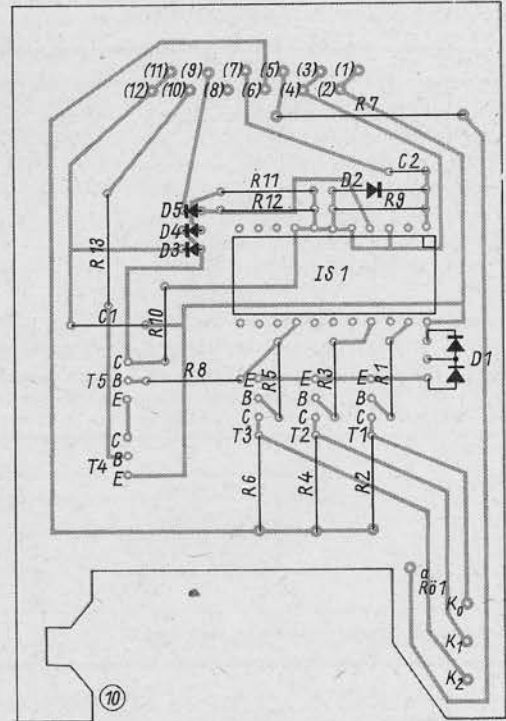 (11) (9) (7) (5) (3) (1)
(12) (10) (8) (6) (4) (2)
R7
C2
R11 D2
R12 R9
D5
D4
D3
R13
IS1
C1
R10
D1
C R5 R3 R1
T5 B R8 E E E
E B B B
C C C C
T4 B T3 T2 T1
E
R6 R4 R2
a
Rö1
K0
K1
K2
10